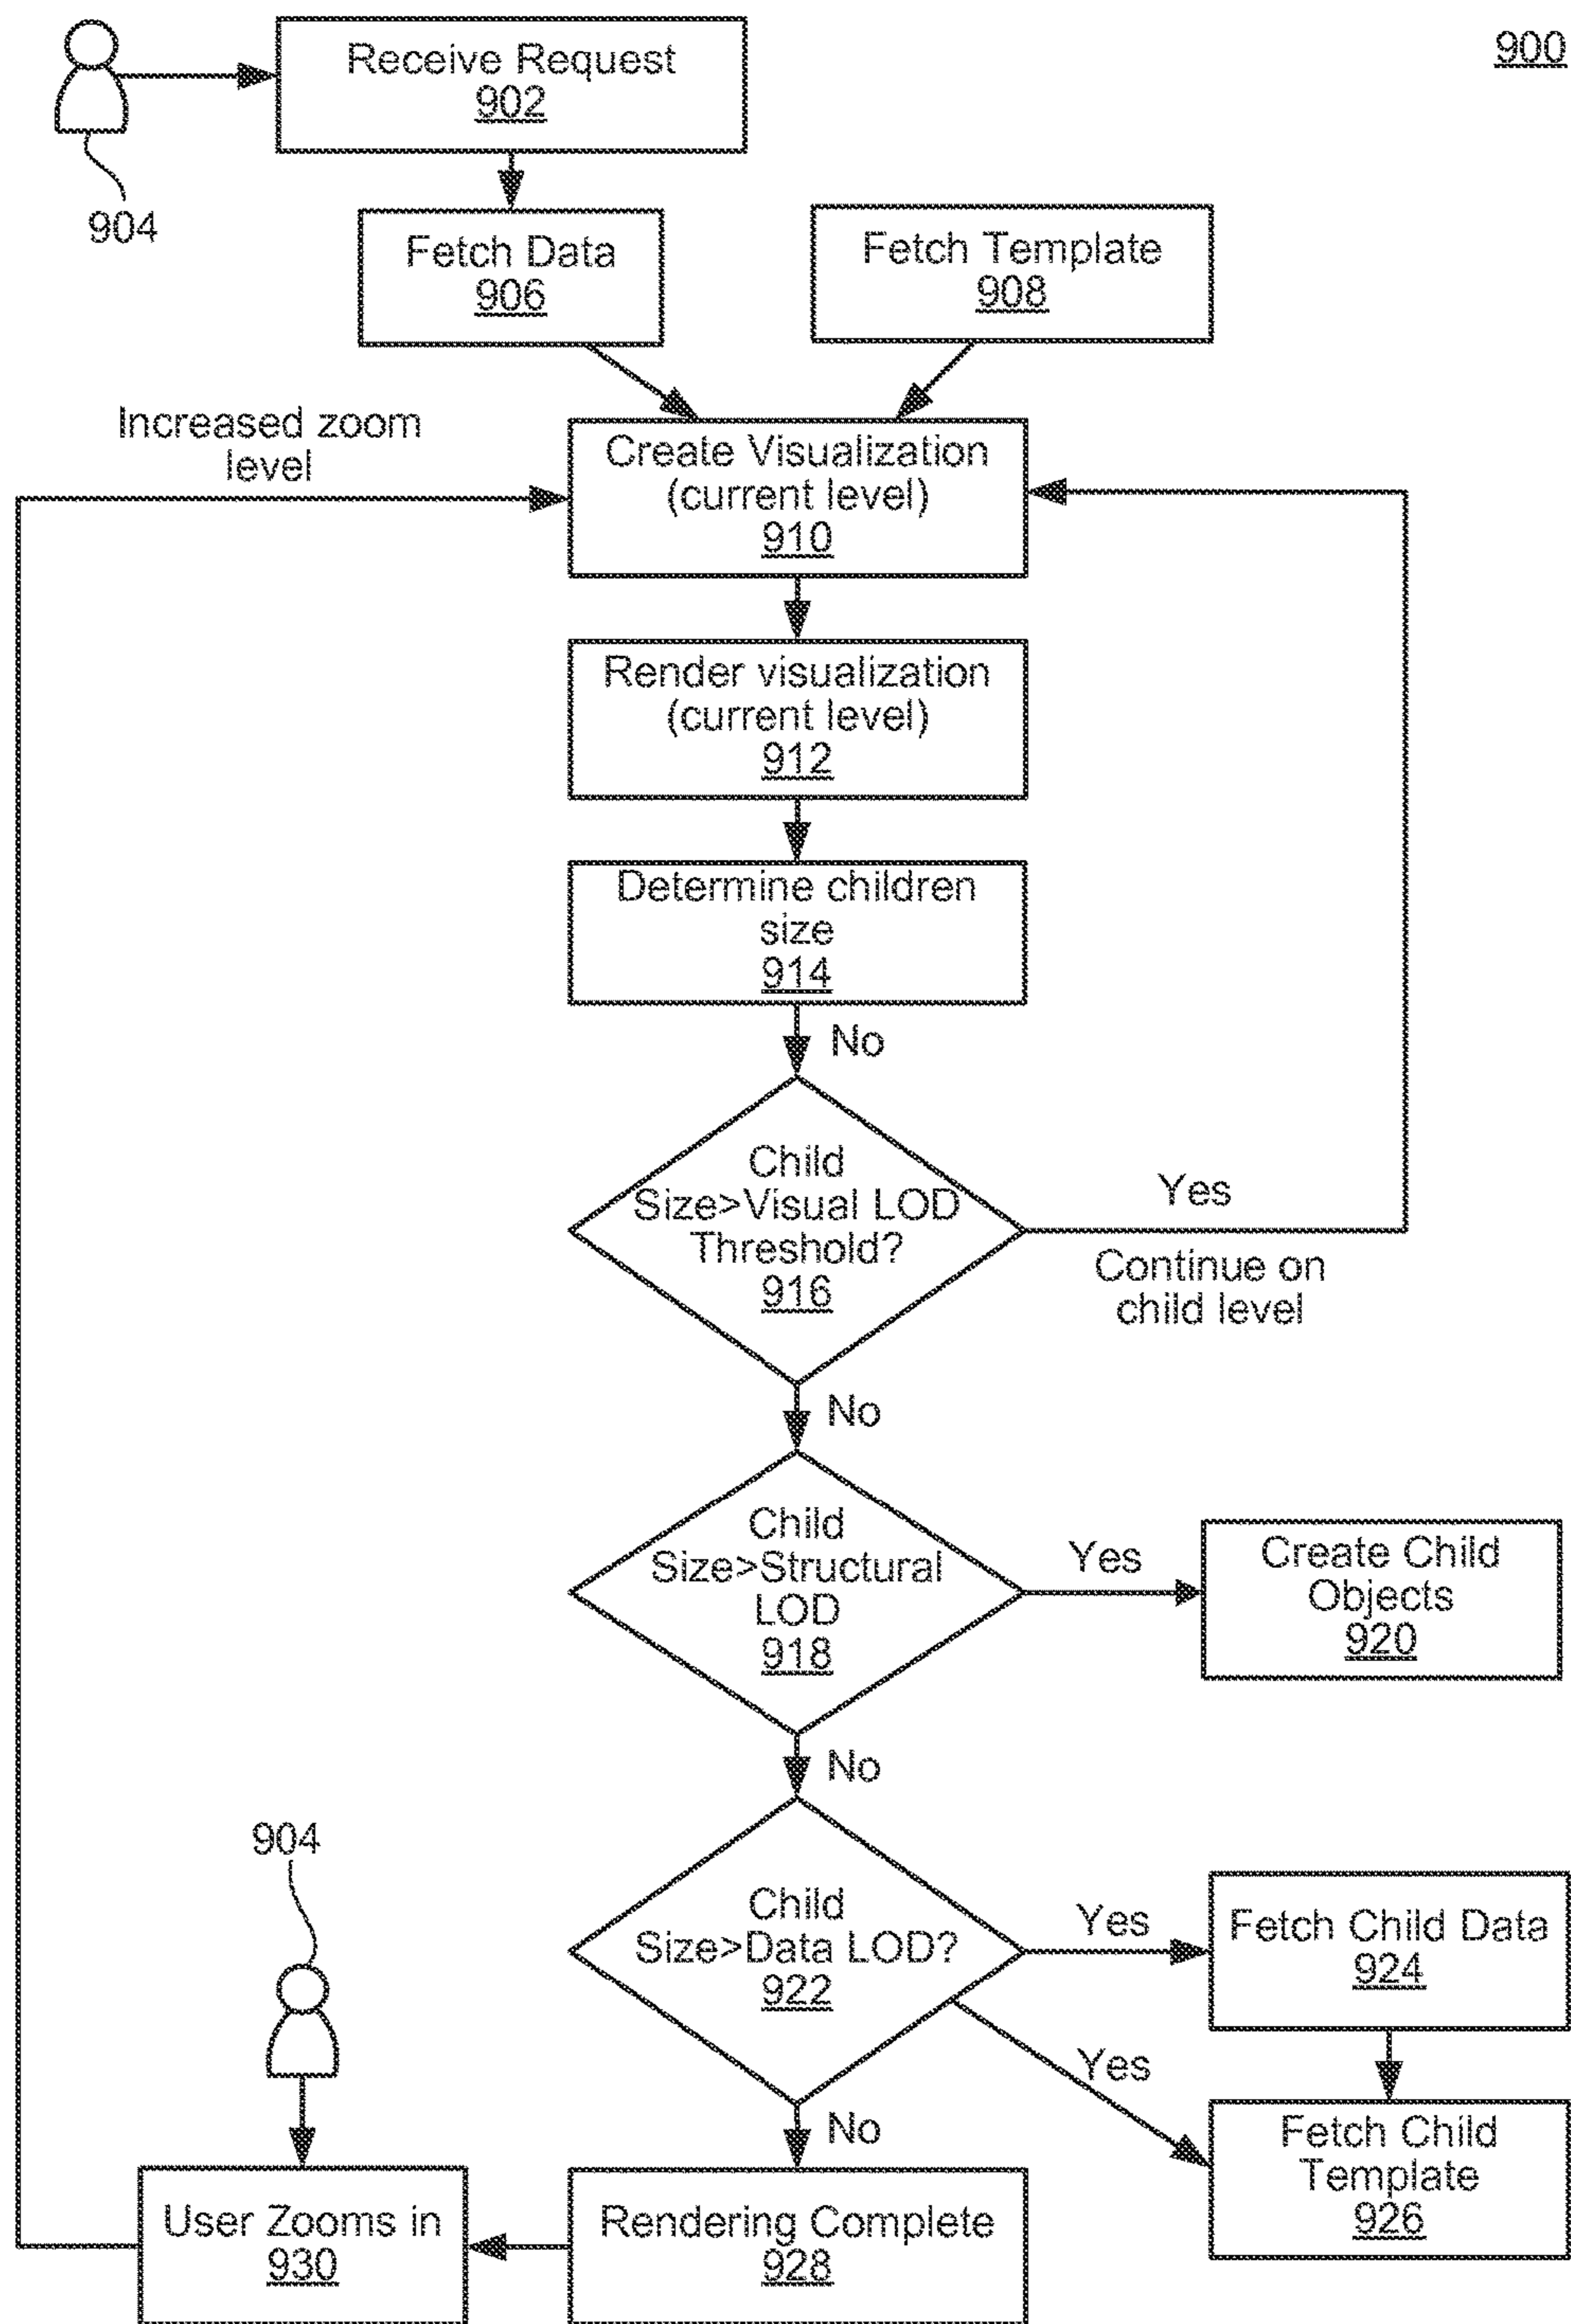 900
Receive Request
902
904
Fetch Data
906
Fetch Template
908
Increased zoom
level
Create Visualization
(current level)
910
Render visualization
(current level)
912
Determine children
size
914
No
Child
Size>Visual LOD
Threshold?
916
Yes
Continue on
child level
No
Child
Size>Structural
LOD
918
Yes
Create Child
Objects
920
No
904
Child
Size>Data LOD?
922
Yes
Fetch Child Data
924
Yes
Fetch Child
Template
926
No
User Zooms in
930
Rendering Complete
928